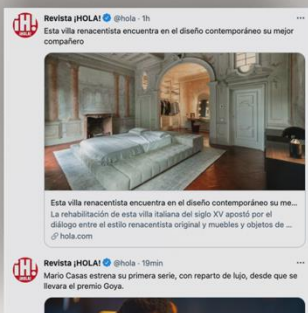 ¡H!
HOLA
Revista ¡HOLA! @hola · 1h
Esta villa renacentista encuentra en el diseño contemporáneo su mejor
compañero
Esta villa renacentista encuentra en el diseño contemporáneo su me...
La rehabilitación de esta villa italiana del siglo XV apostó por el
diálogo entre el estilo renacentista original y muebles y objetos de ...
hola.com
¡H!
HOLA
Revista ¡HOLA! @hola · 19min
Mario Casas estrena su primera serie, con reparto de lujo, desde que se
llevara el premio Goya.